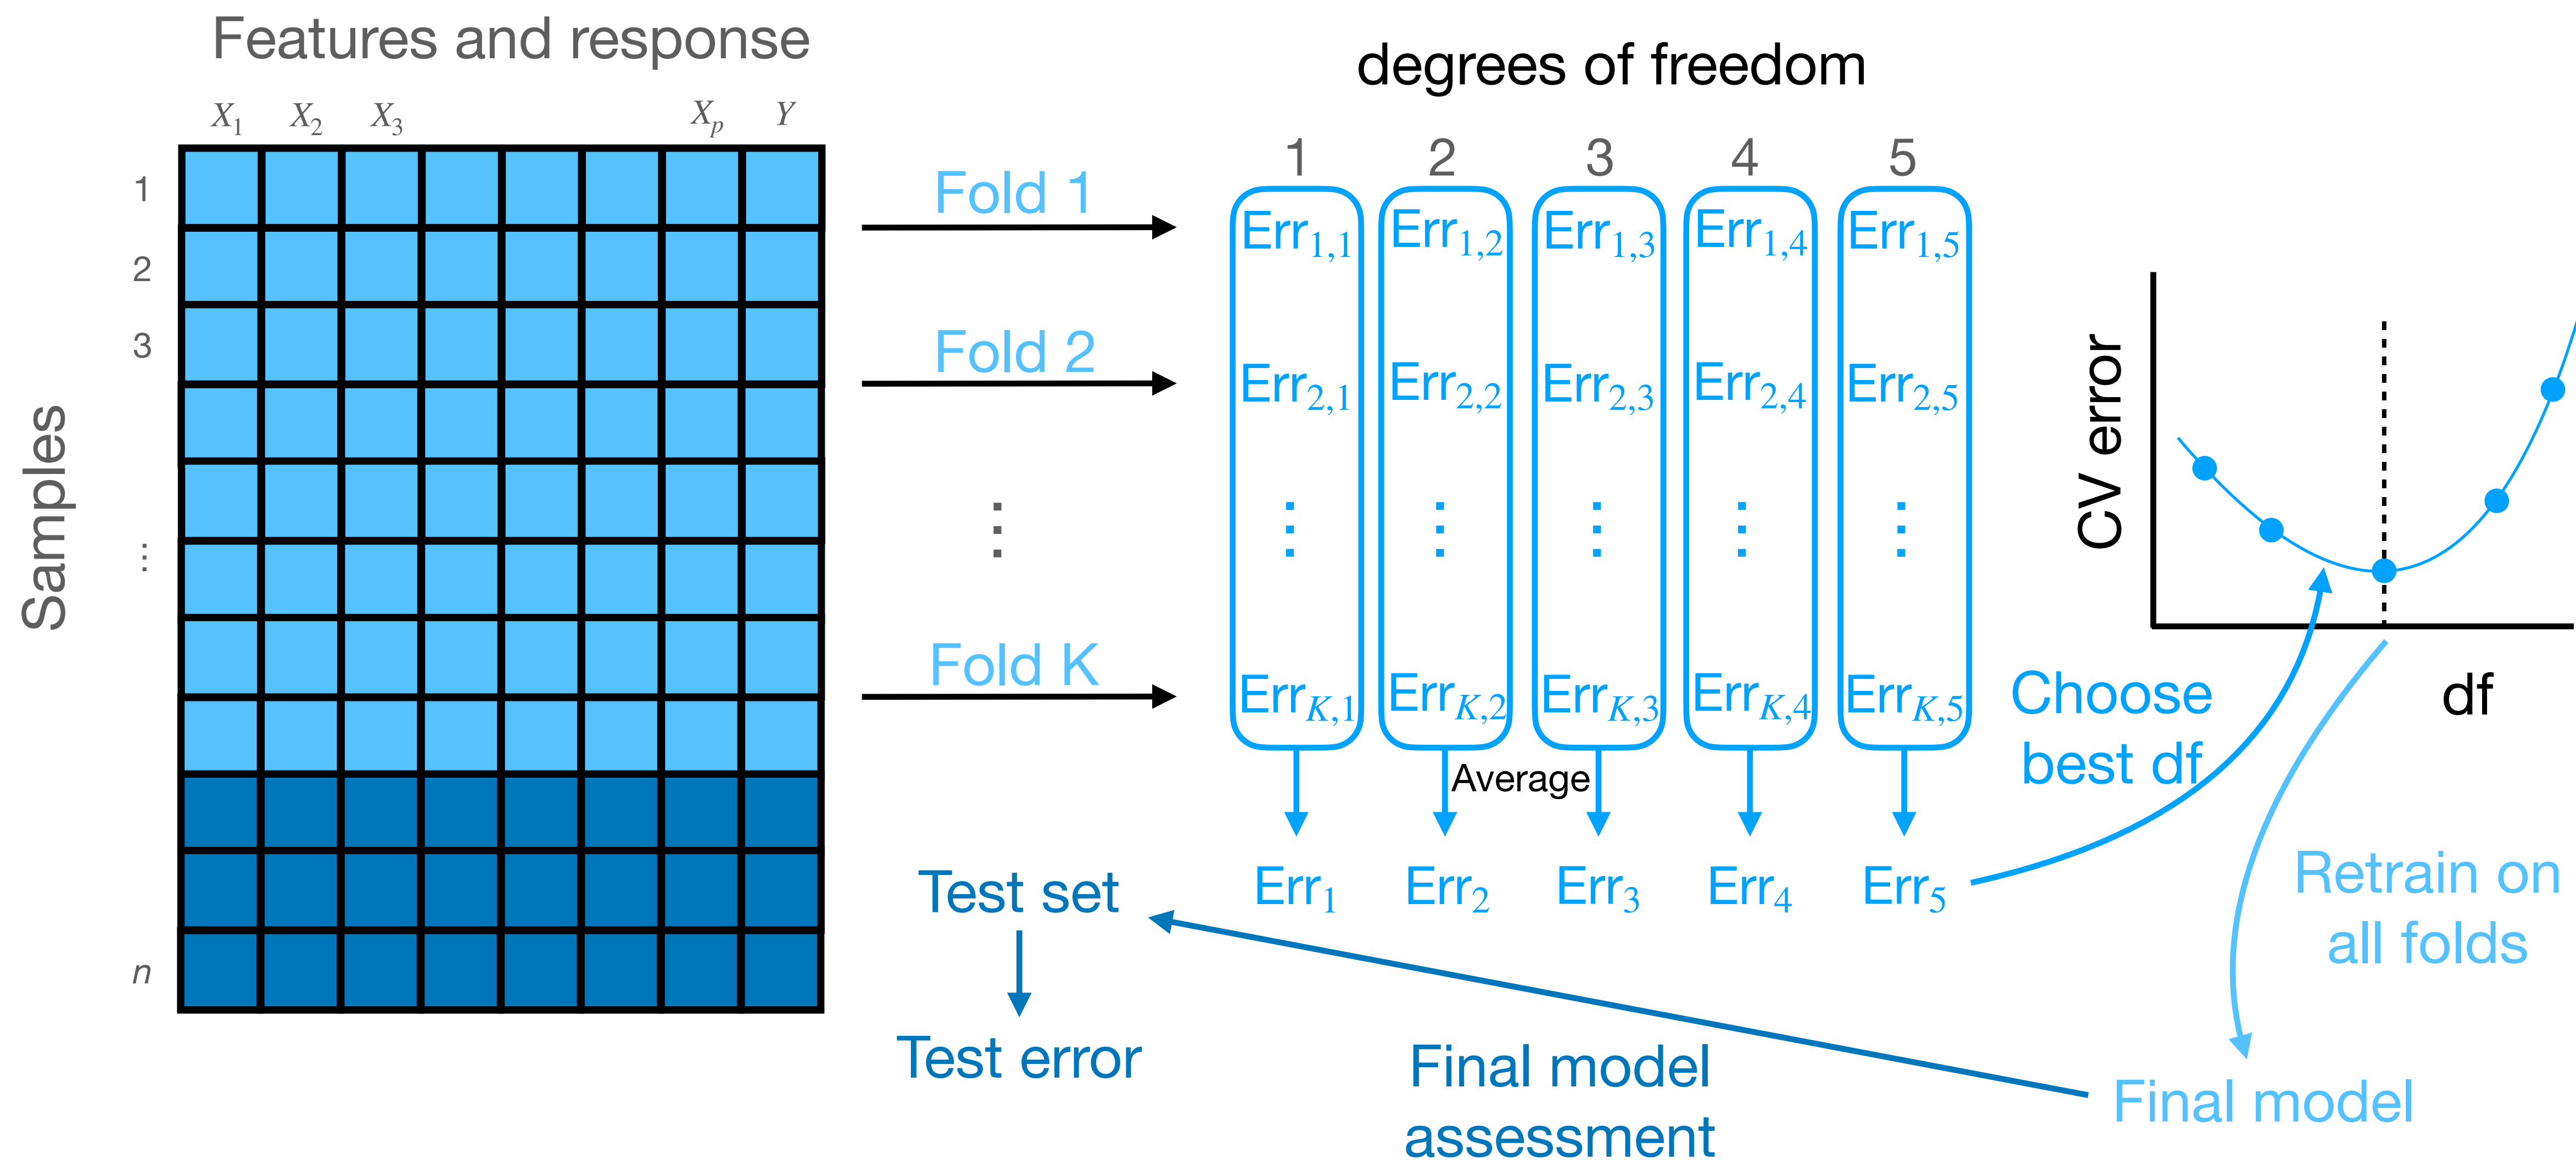 Features and response
X1 X2 X3 Xp Y
Samples
1
2
3
⋮
n
Fold 1
Fold 2
⋮
Fold K
degrees of freedom
1 2 3 4 5
Err1,1 Err1,2 Err1,3 Err1,4 Err1,5
Err2,1 Err2,2 Err2,3 Err2,4 Err2,5
⋮ ⋮ ⋮ ⋮ ⋮
ErrK,1 ErrK,2 ErrK,3 ErrK,4 ErrK,5
Average
Err1 Err2 Err3 Err4 Err5
CV error
df
Choose
best df
Retrain on
all folds
Final model
Final model
assessment
Test set
Test error